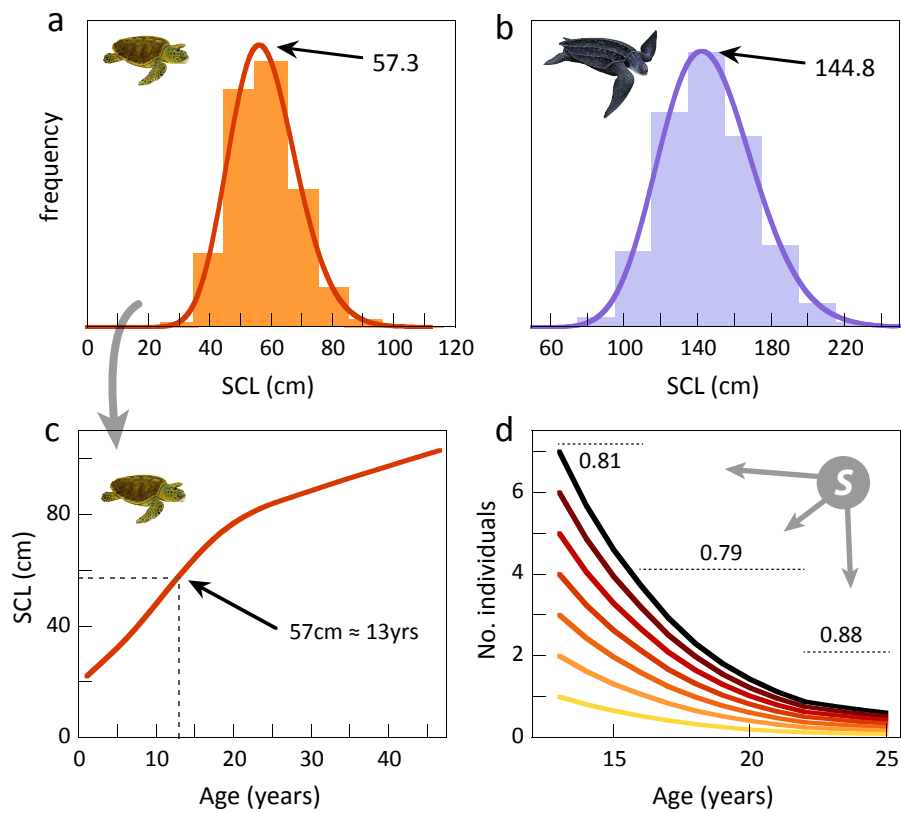 a
57.3
frequency
0 20 40 60 80 100 120
SCL (cm)
b
144.8
60 100 140 180 220
SCL (cm)
c
80
40
0
SCL (cm)
57cm ≈ 13yrs
0 10 20 30 40
Age (years)
d
0.81
S
6
0.79
4
0.88
2
0
No. individuals
15 20 25
Age (years)